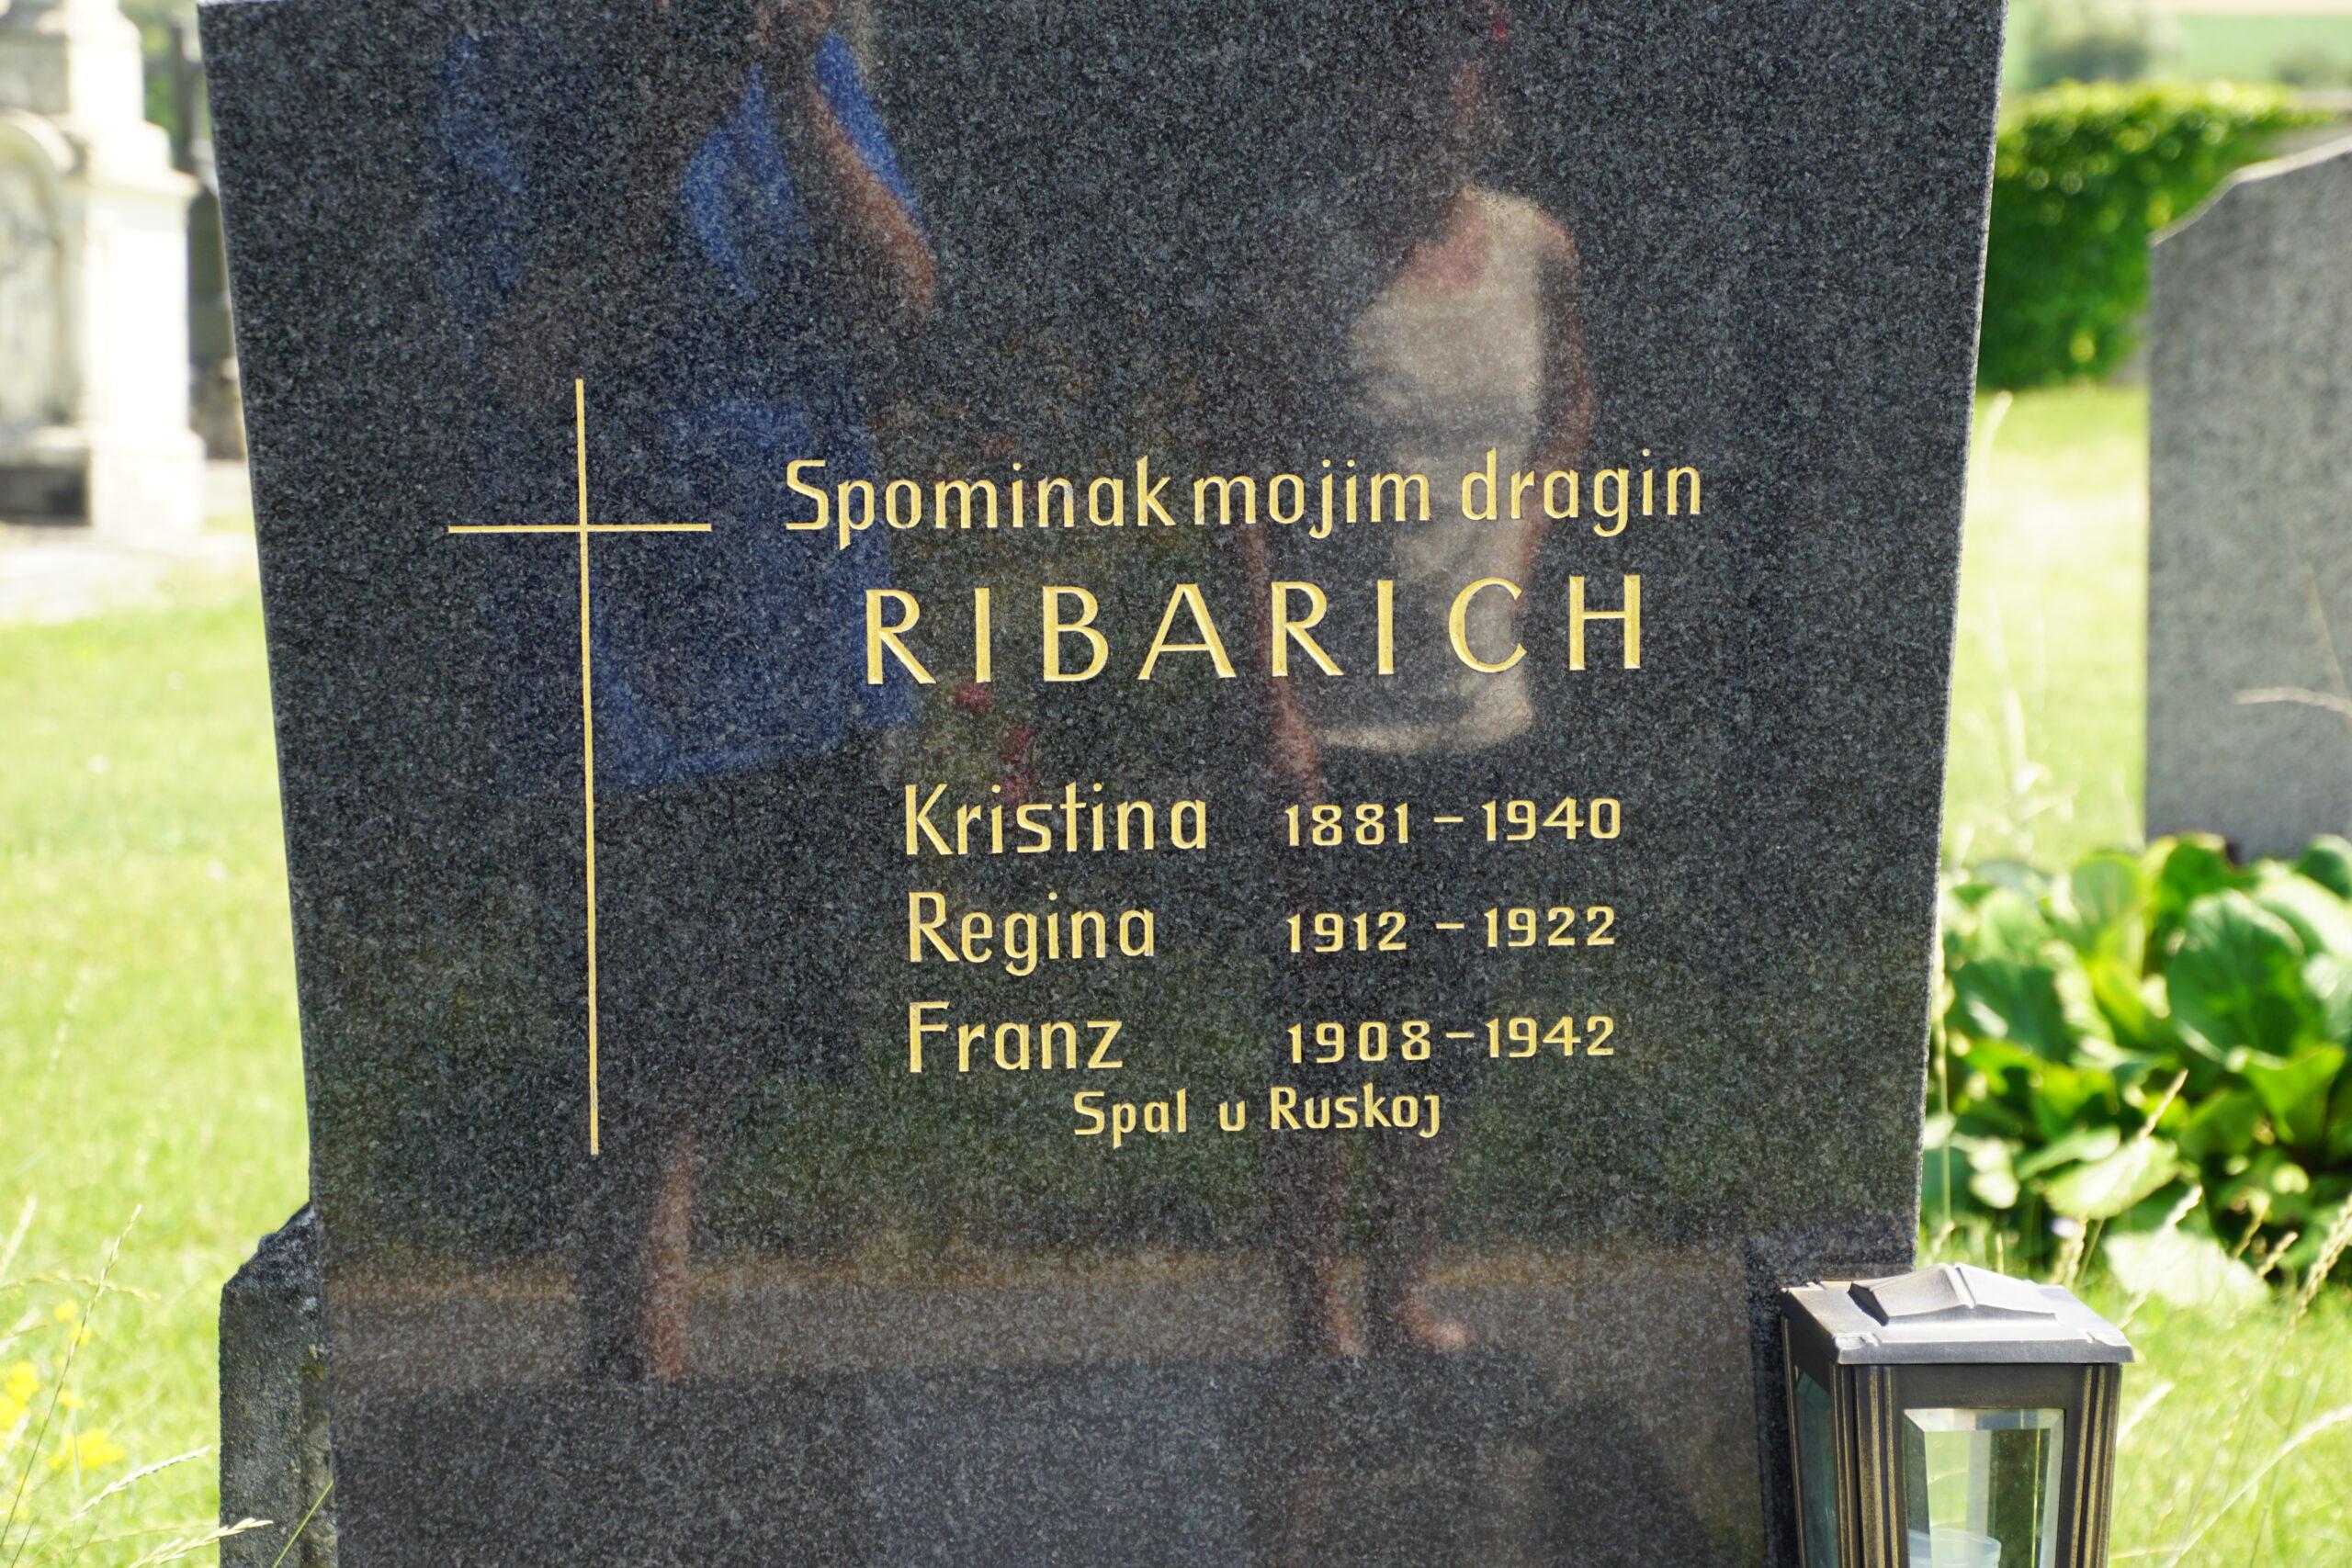 Spominak mojim dragin
RIBARICH
Kristina 1881 – 1940
Regina 1912 – 1922
Franz 1908 – 1942
Spal u Ruskoj